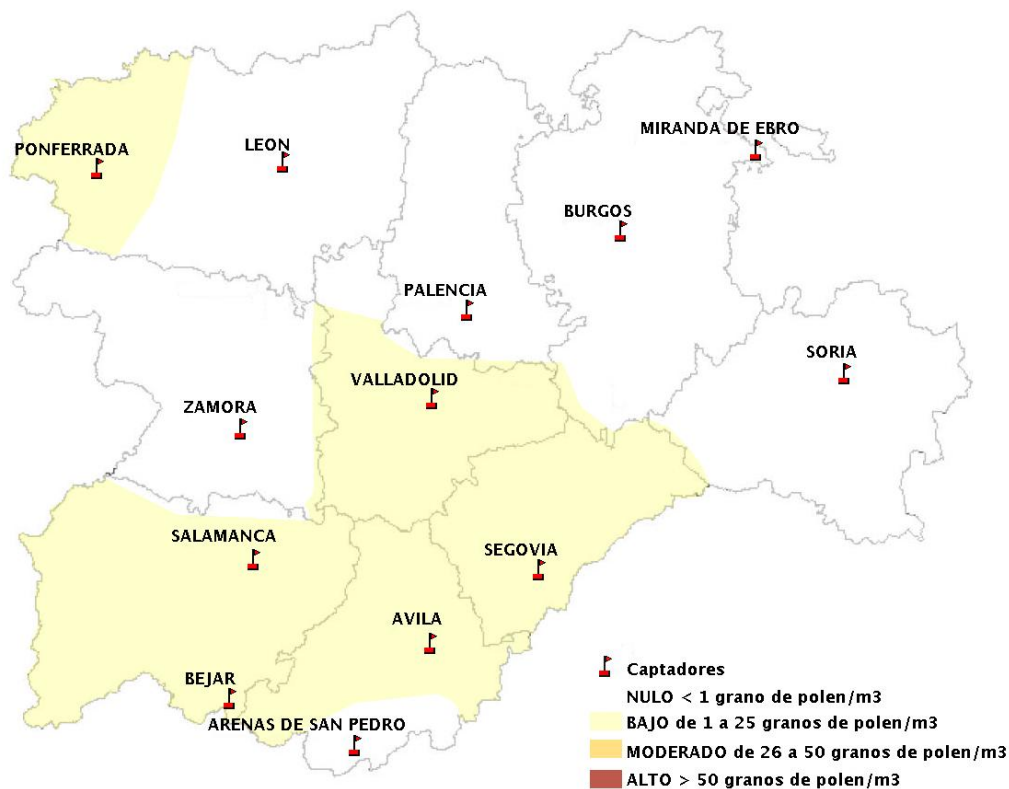 MIRANDA DE EBRO
PONFERRADA
LEON
BURGOS
PALENCIA
SORIA
VALLADOLID
ZAMORA
SALAMANCA
SEGOVIA
AVILA
BEJAR
ARENAS DE SAN PEDRO
Captadores
NULO < 1 grano de polen/m3
BAJO de 1 a 25 granos de polen/m3
MODERADO de 26 a 50 granos de polen/m3
ALTO > 50 granos de polen/m3